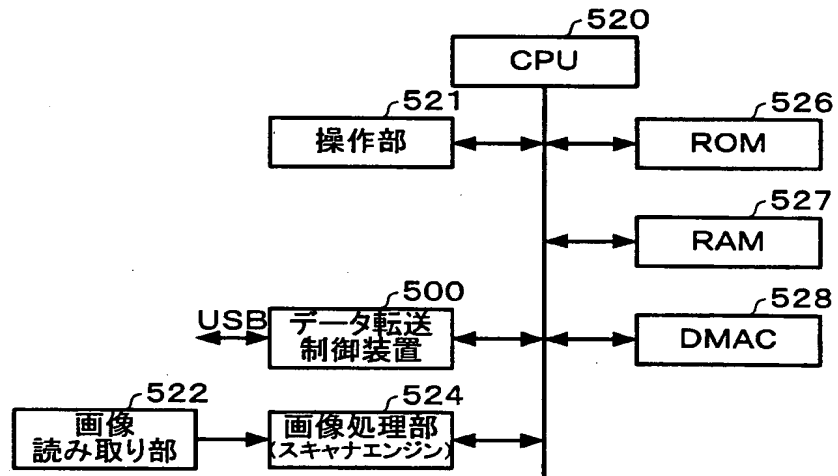 520
CPU
521
操作部
526
ROM
527
RAM
USB
500
データ転送
制御装置
528
DMAC
522
画像
読み取り部
524
画像処理部
(スキャナエンジン)